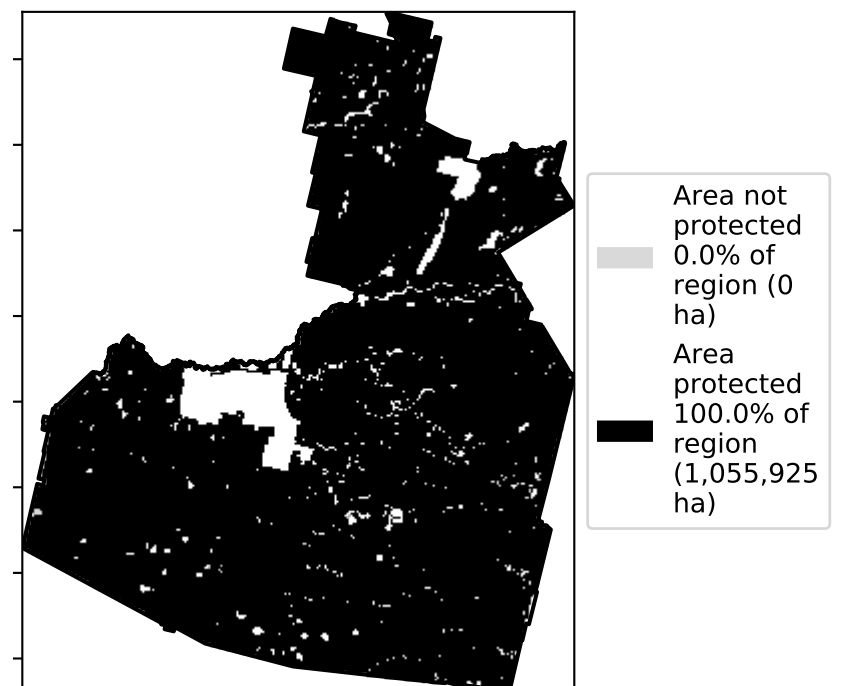 Area not
protected
0.0% of
region (0
ha)
Area
protected
100.0% of
region
(1,055,925
ha)